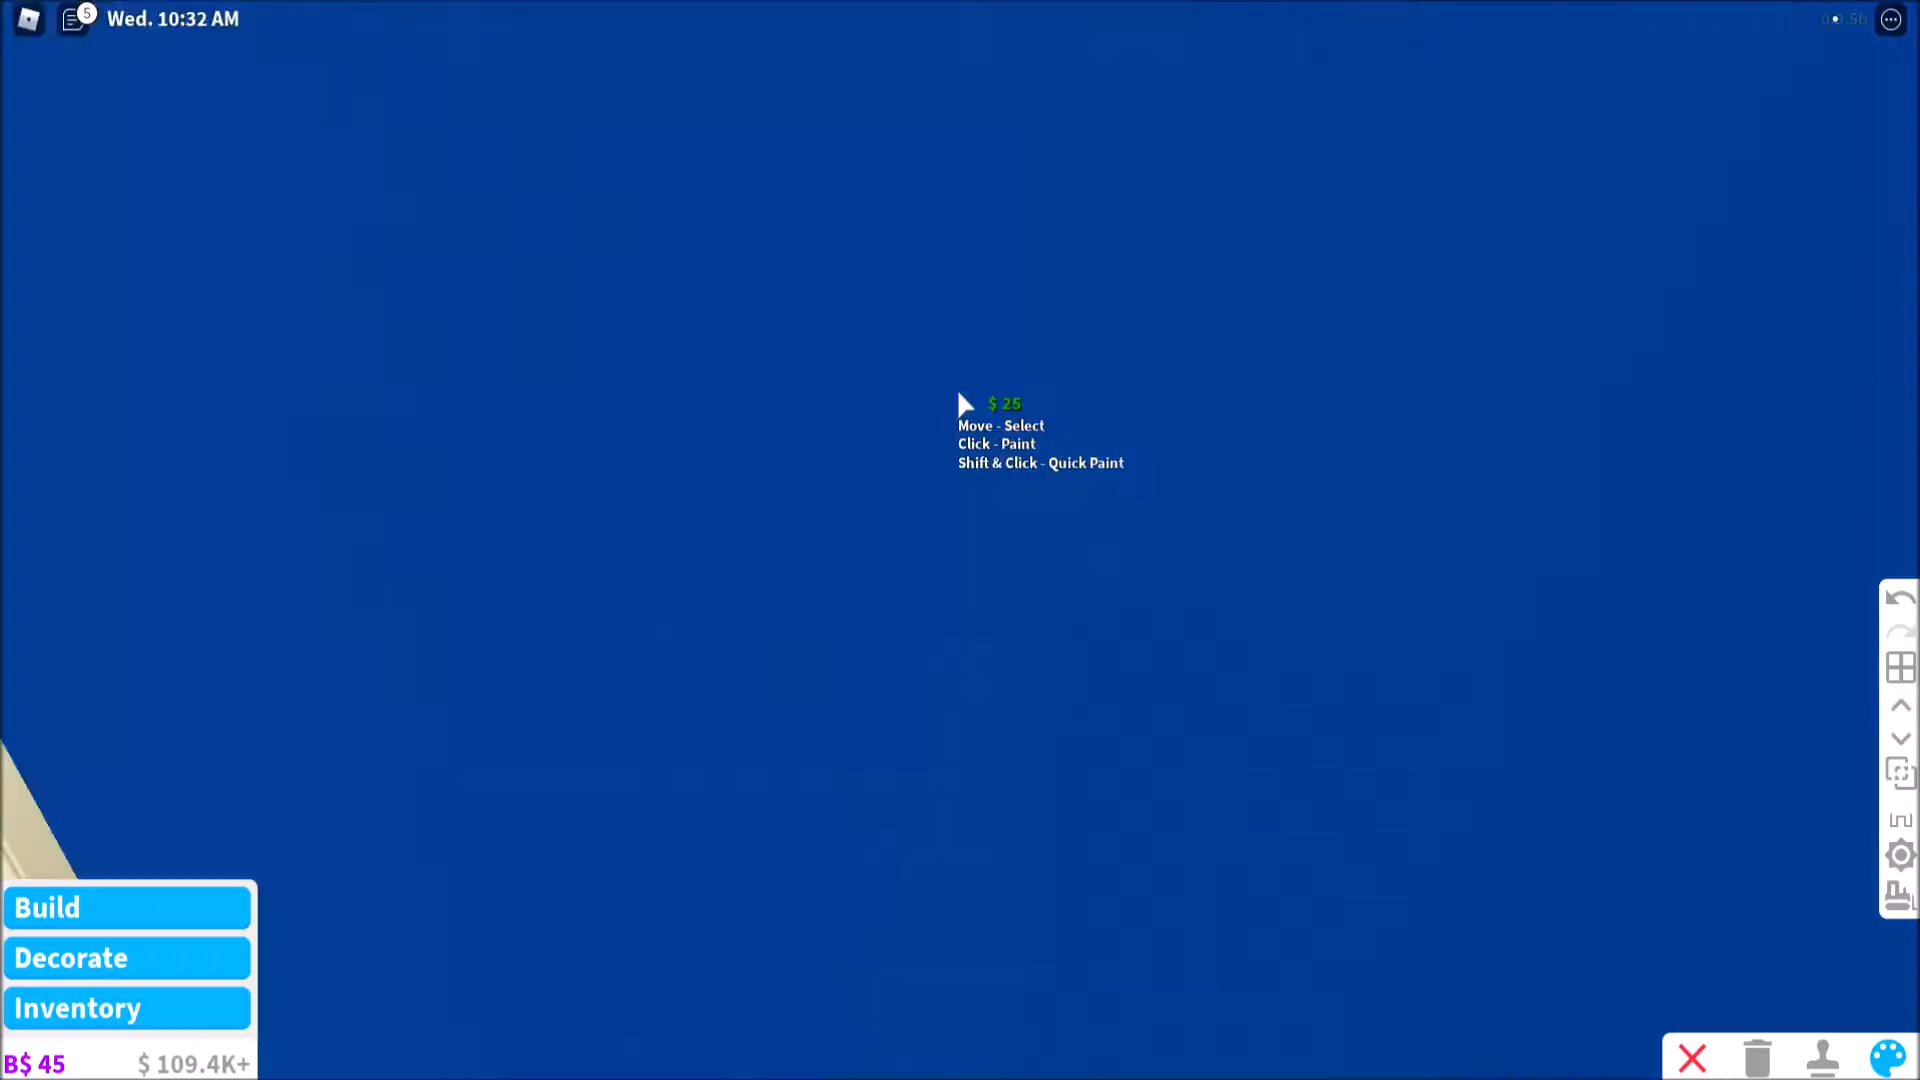 5
Wed. 10:32 AM
$ 25
Move - Select
Click - Paint
Shift & Click - Quick Paint
Build
Decorate
Inventory
B$ 45
$ 109.4K+